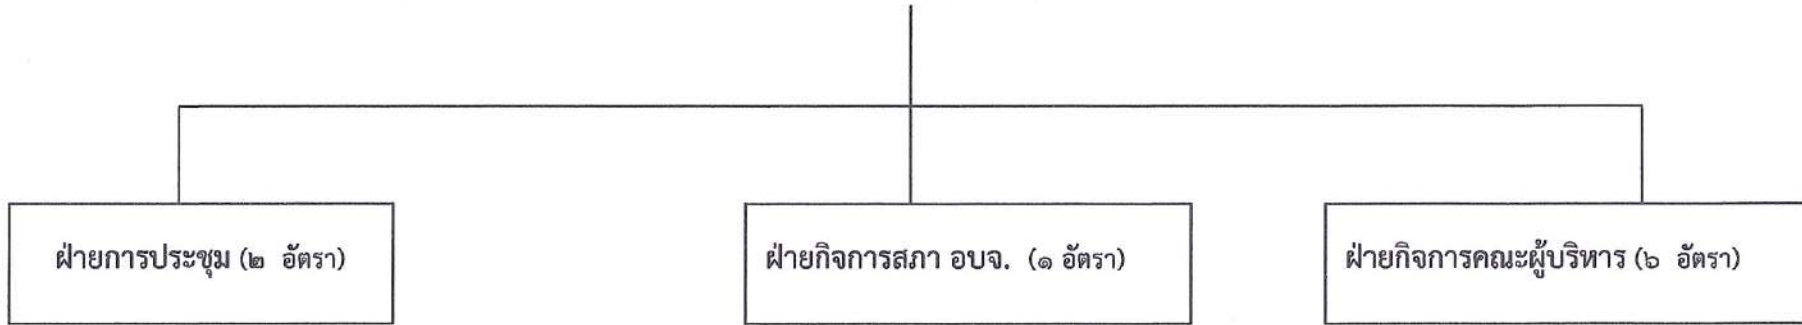 ฝ่ายการประชุม (๒ อัตรา)
ฝ่ายกิจการสภา อบจ. (๑ อัตรา)
ฝ่ายกิจการคณะผู้บริหาร (๖ อัตรา)